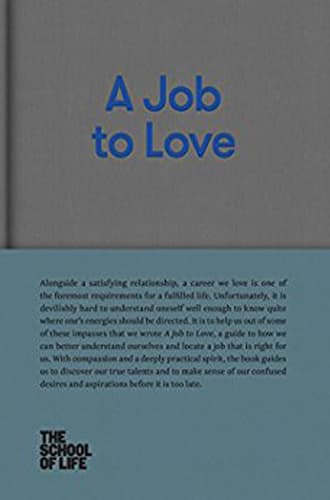 A Job
to Love
Alongside a satisfying relationship, a career we love is one of
the foremost requirements for a fulfilled life. Unfortunately, it is
devilishly hard to understand oneself well enough to know quite
where one's energies should be directed. It is to help us out of some
of these impasses that we wrote A Job to Love, a guide to how we
can better understand ourselves and locate a job that is right for
us. With compassion and a deeply practical spirit, the book guides
us to discover our true talents and to make sense of our confused
desires and aspirations before it is too late.
THE
SCHOOL
OF LIFE